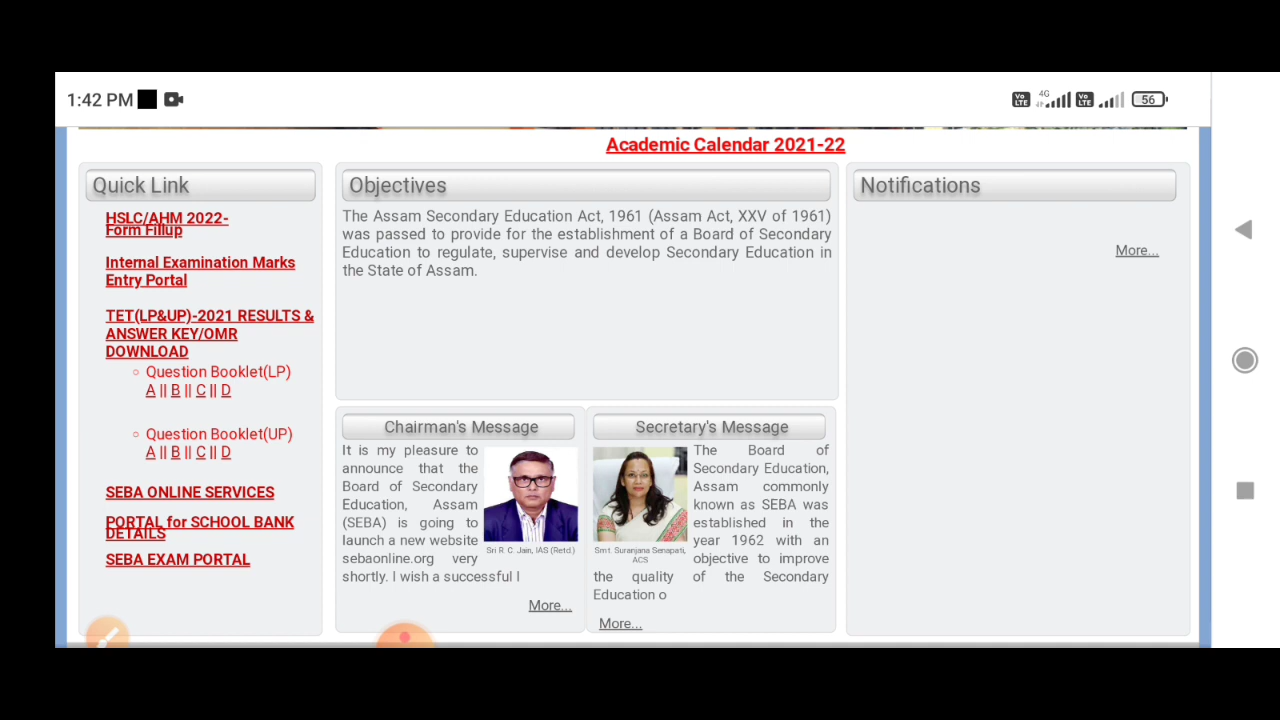 1:42 PM
Vo LTE 4G Vo LTE 56
Academic Calendar 2021-22
Quick Link
HSLC/AHM 2022-
Form Fillup
Internal Examination Marks
Entry Portal
TET(LP&UP)-2021 RESULTS &
ANSWER KEY/OMR
DOWNLOAD
Question Booklet(LP)
A || B || C || D
Question Booklet(UP)
A || B || C || D
SEBA ONLINE SERVICES
PORTAL for SCHOOL BANK
DETAILS
SEBA EXAM PORTAL
Objectives
The Assam Secondary Education Act, 1961 (Assam Act, XXV of 1961)
was passed to provide for the establishment of a Board of Secondary
Education to regulate, supervise and develop Secondary Education in
the State of Assam.
Chairman's Message
It is my pleasure to
announce that the
Board of Secondary
Education, Assam
(SEBA) is going to
launch a new website
sebaonline.org very
shortly. I wish a successful l
Sri R. C. Jain, IAS (Retd.)
More...
Secretary's Message
The Board of
Secondary Education,
Assam commonly
known as SEBA was
established in the
year 1962 with an
objective to improve
the quality of the Secondary
Education o
Smt. Suranjana Senapati,
ACS
More...
Notifications
More...